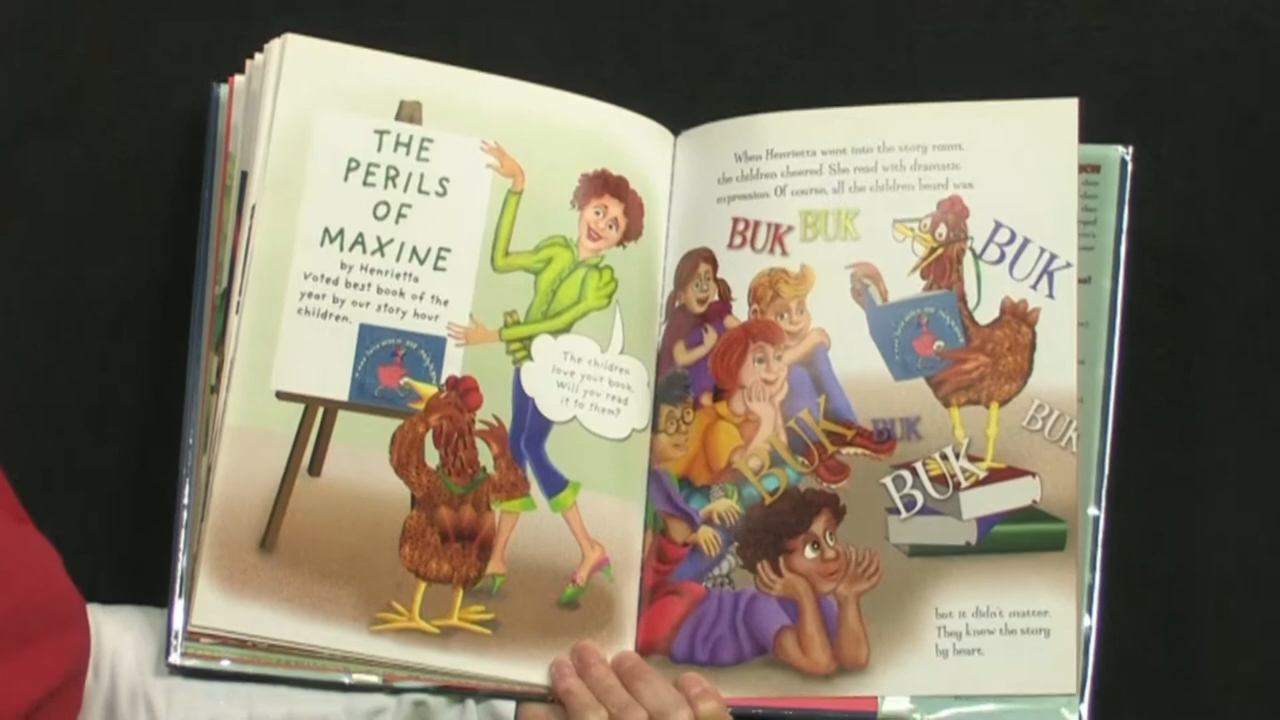 THE
PERILS
OF
MAXINE
by Henrietta
Voted best book of the
year by our story hour
children.
The children
love your book.
Will you read
it to them?
When Henrietta went into the story room,
the children cheered. She read with dramatic
expression. Of course, all the children heard was
BUK BUK
BUK
BUK
BUK
BUK
BUK
but it didn't matter.
They knew the story
by heart.